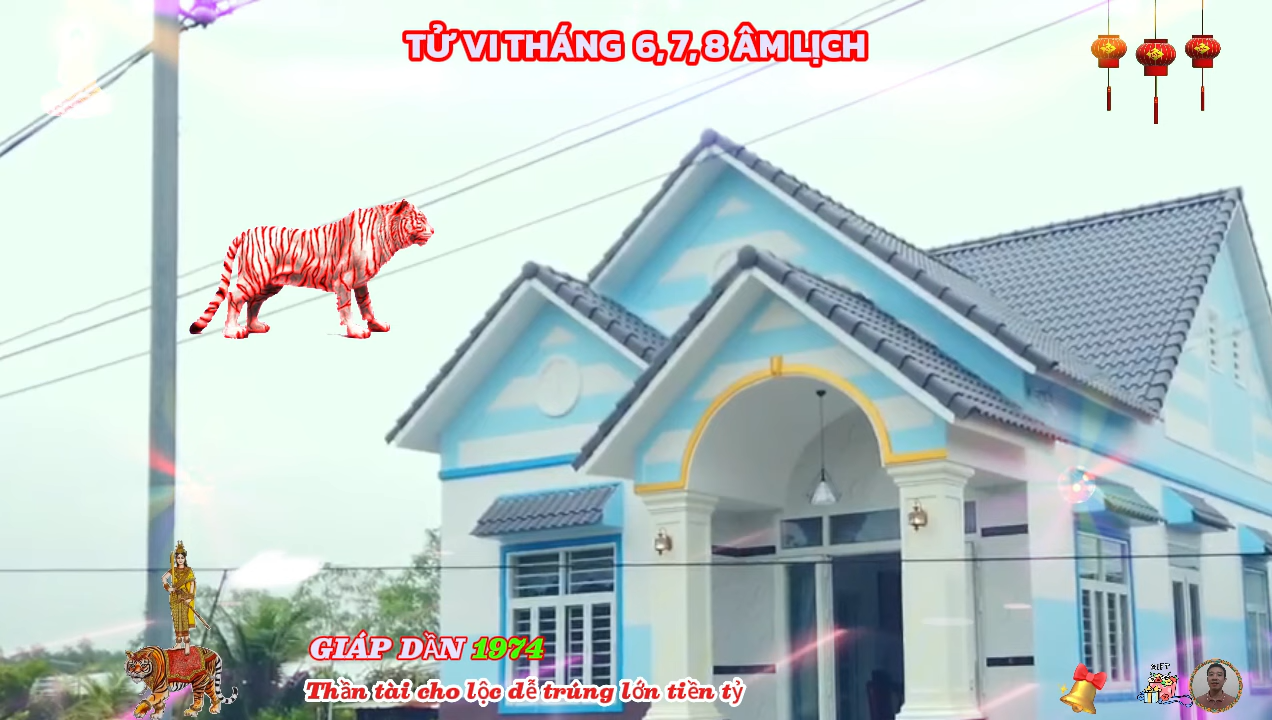 TỬ VI THÁNG 6, 7, 8 ÂM LỊCH
GIÁP DẦN 1974
Thần tài cho lộc dễ trúng lớn tiền tỷ